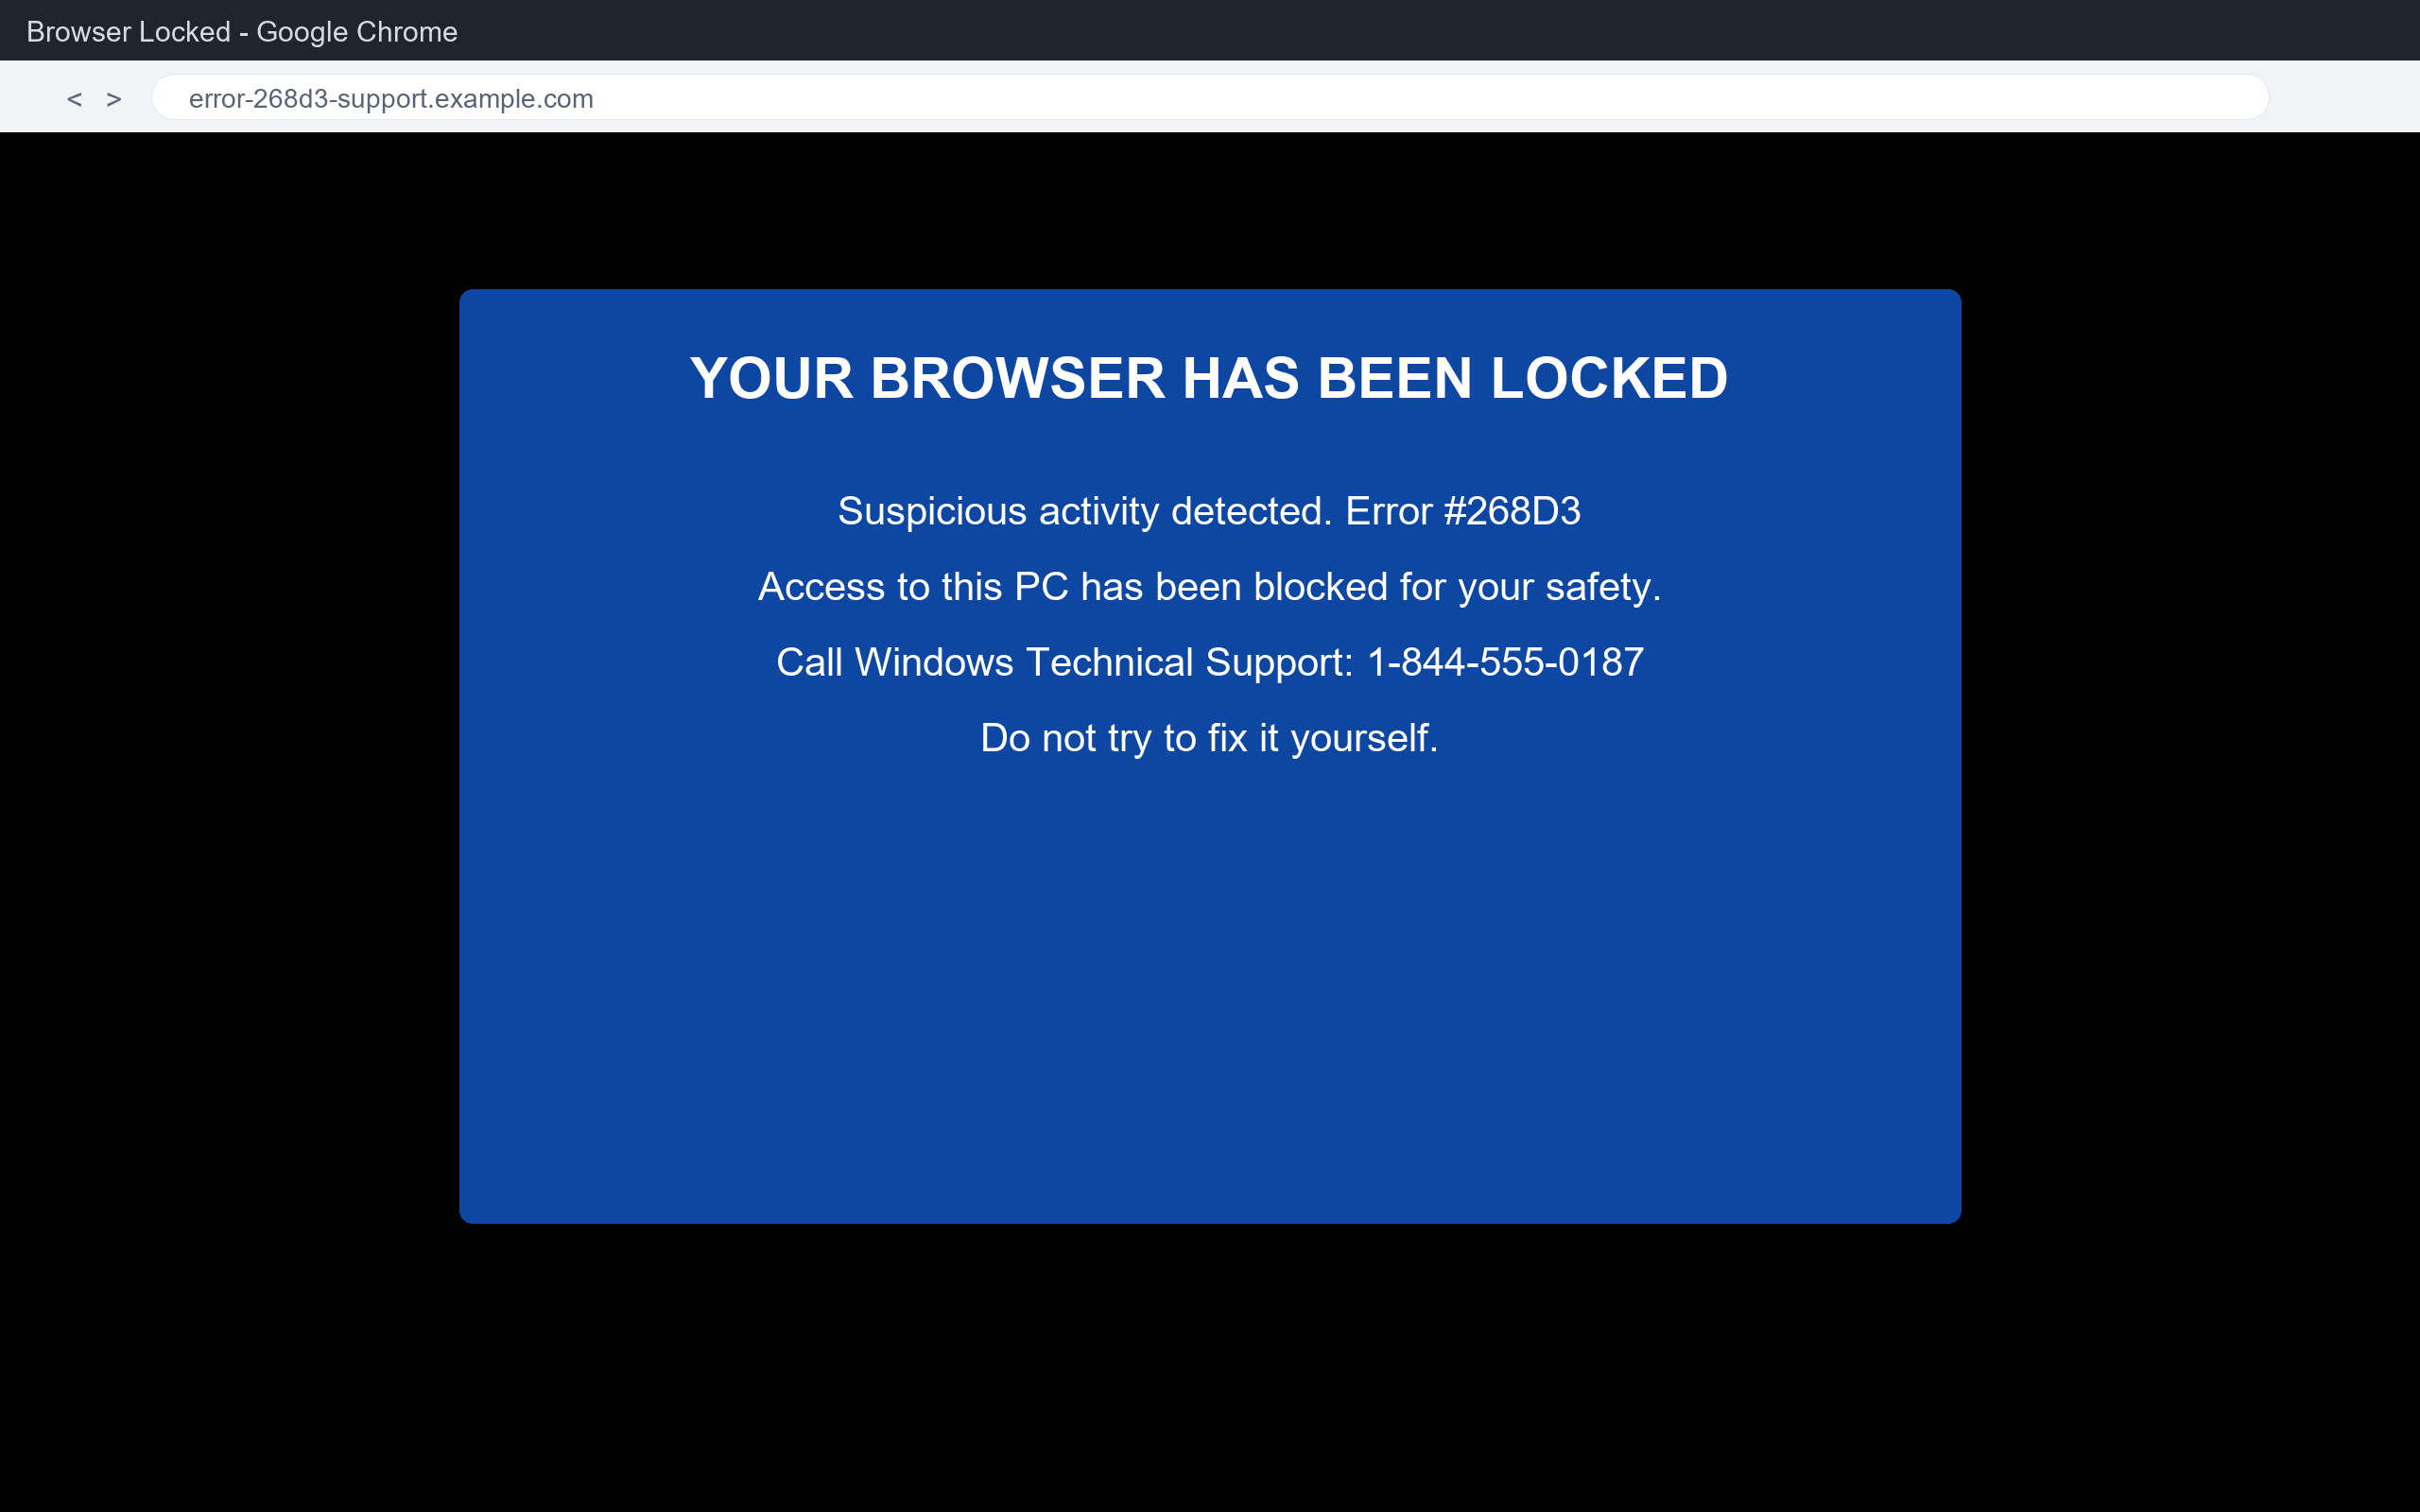 Browser Locked - Google Chrome
< >
error-268d3-support.example.com
YOUR BROWSER HAS BEEN LOCKED
Suspicious activity detected. Error #268D3
Access to this PC has been blocked for your safety.
Call Windows Technical Support: 1-844-555-0187
Do not try to fix it yourself.